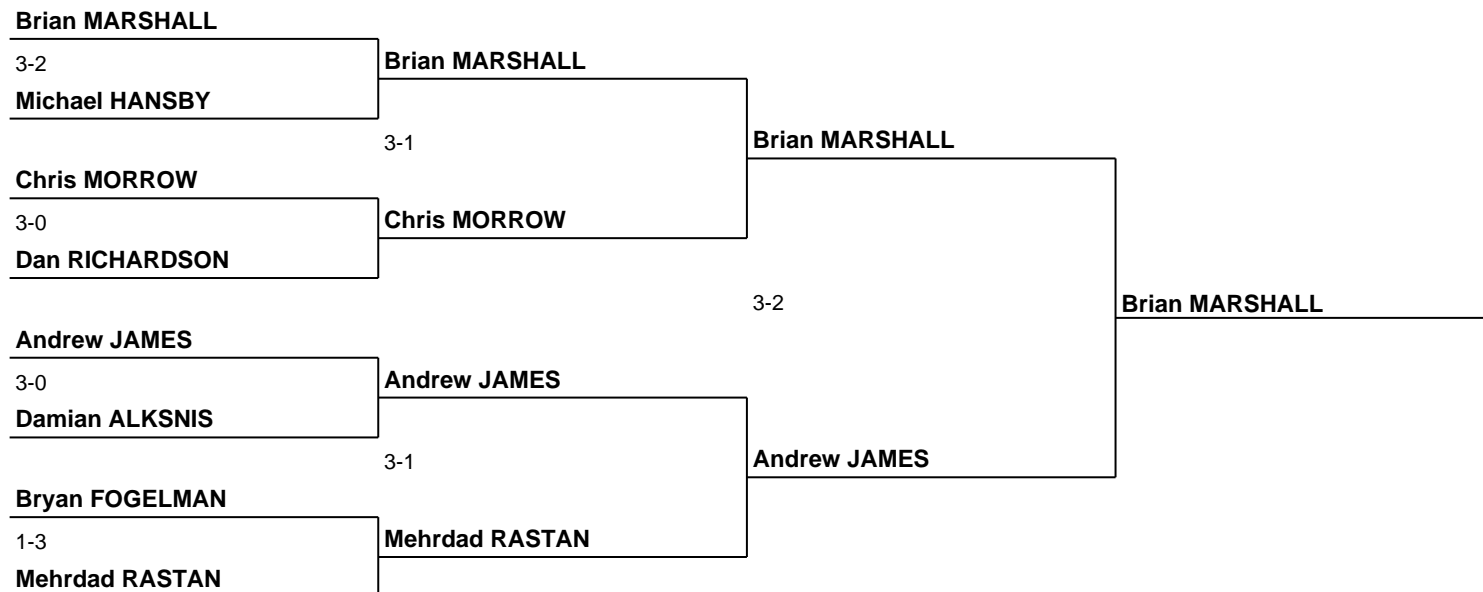 Brian MARSHALL
3-2
Brian MARSHALL
Michael HANSBY
3-1
Brian MARSHALL
Chris MORROW
3-0
Chris MORROW
Dan RICHARDSON
3-2
Brian MARSHALL
Andrew JAMES
3-0
Andrew JAMES
Damian ALKSNIS
3-1
Andrew JAMES
Bryan FOGELMAN
1-3
Mehrdad RASTAN
Mehrdad RASTAN